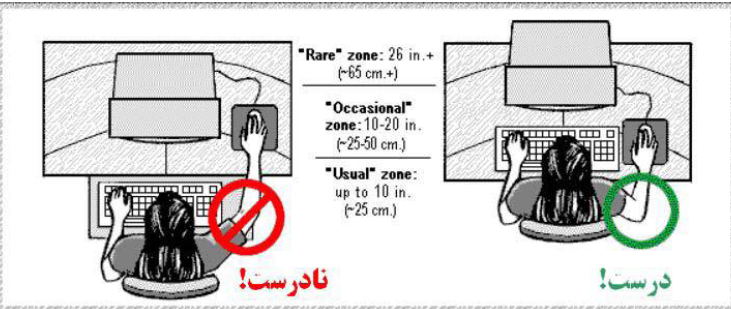 "Rare" zone: 26 in.+
(~65 cm.+)
"Occasional"
zone: 10-20 in.
(~25-50 cm.)
"Usual" zone:
up to 10 in.
(~25 cm.)
نادرست!
درست!